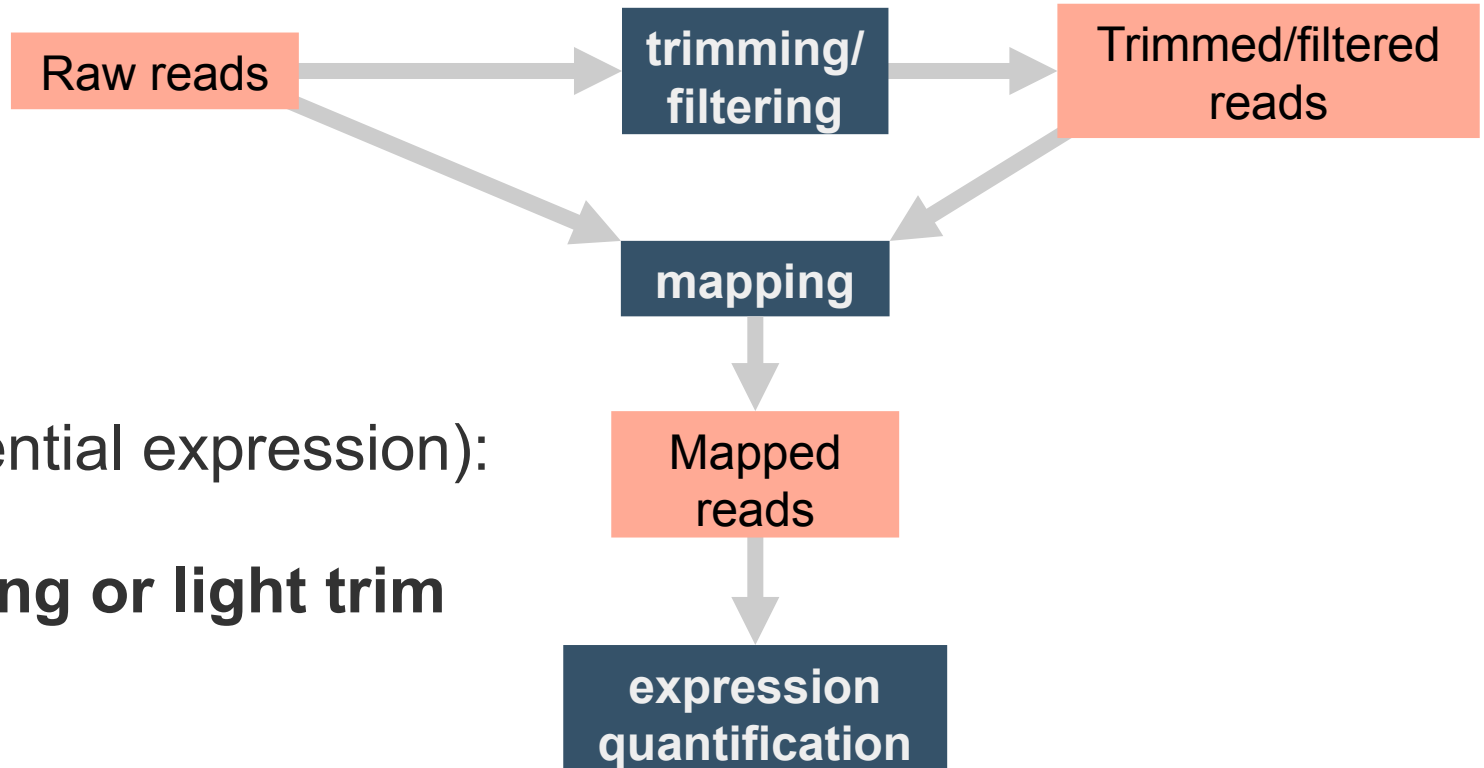 Raw reads
trimming/
filtering
Trimmed/filtered
reads
mapping
ential expression):
Mapped
reads
ng or light trim
expression
quantification